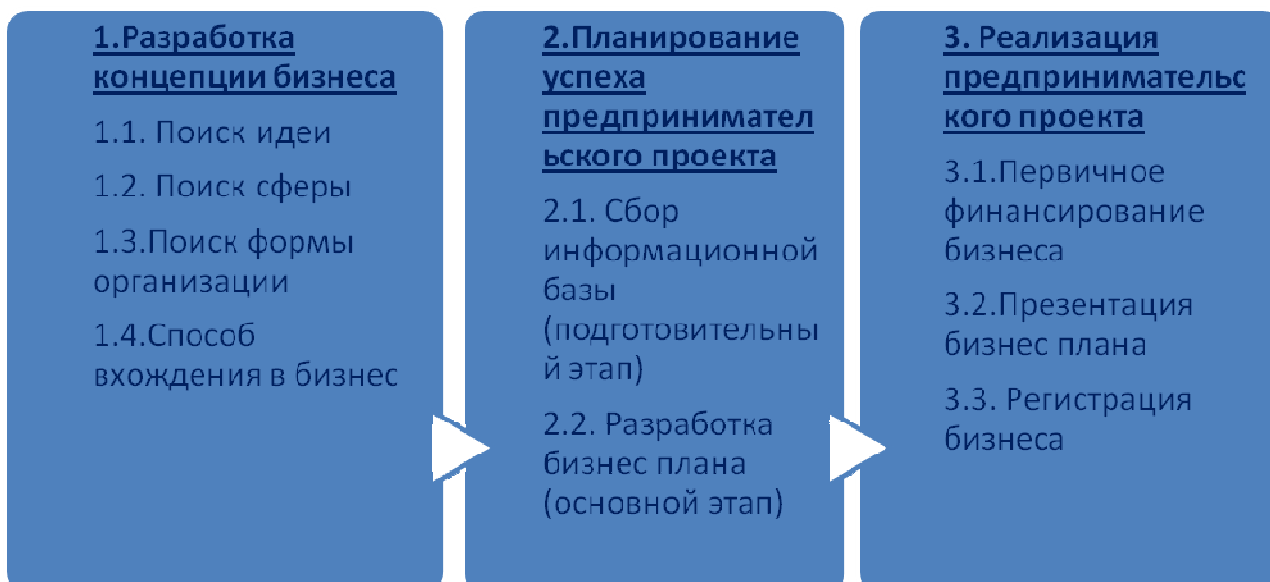 1.Разработка
концепции бизнеса
1.1. Поиск идеи
1.2. Поиск сферы
1.3.Поиск формы
организации
1.4.Способ
вхождения в бизнес
2.Планирование
успеха
предпринимател
ьского проекта
2.1. Сбор
информационной
базы
(подготовительны
й этап)
2.2. Разработка
бизнес плана
(основной этап)
3. Реализация
предпринимательс
кого проекта
3.1.Первичное
финансирование
бизнеса
3.2.Презентация
бизнес плана
3.3. Регистрация
бизнеса